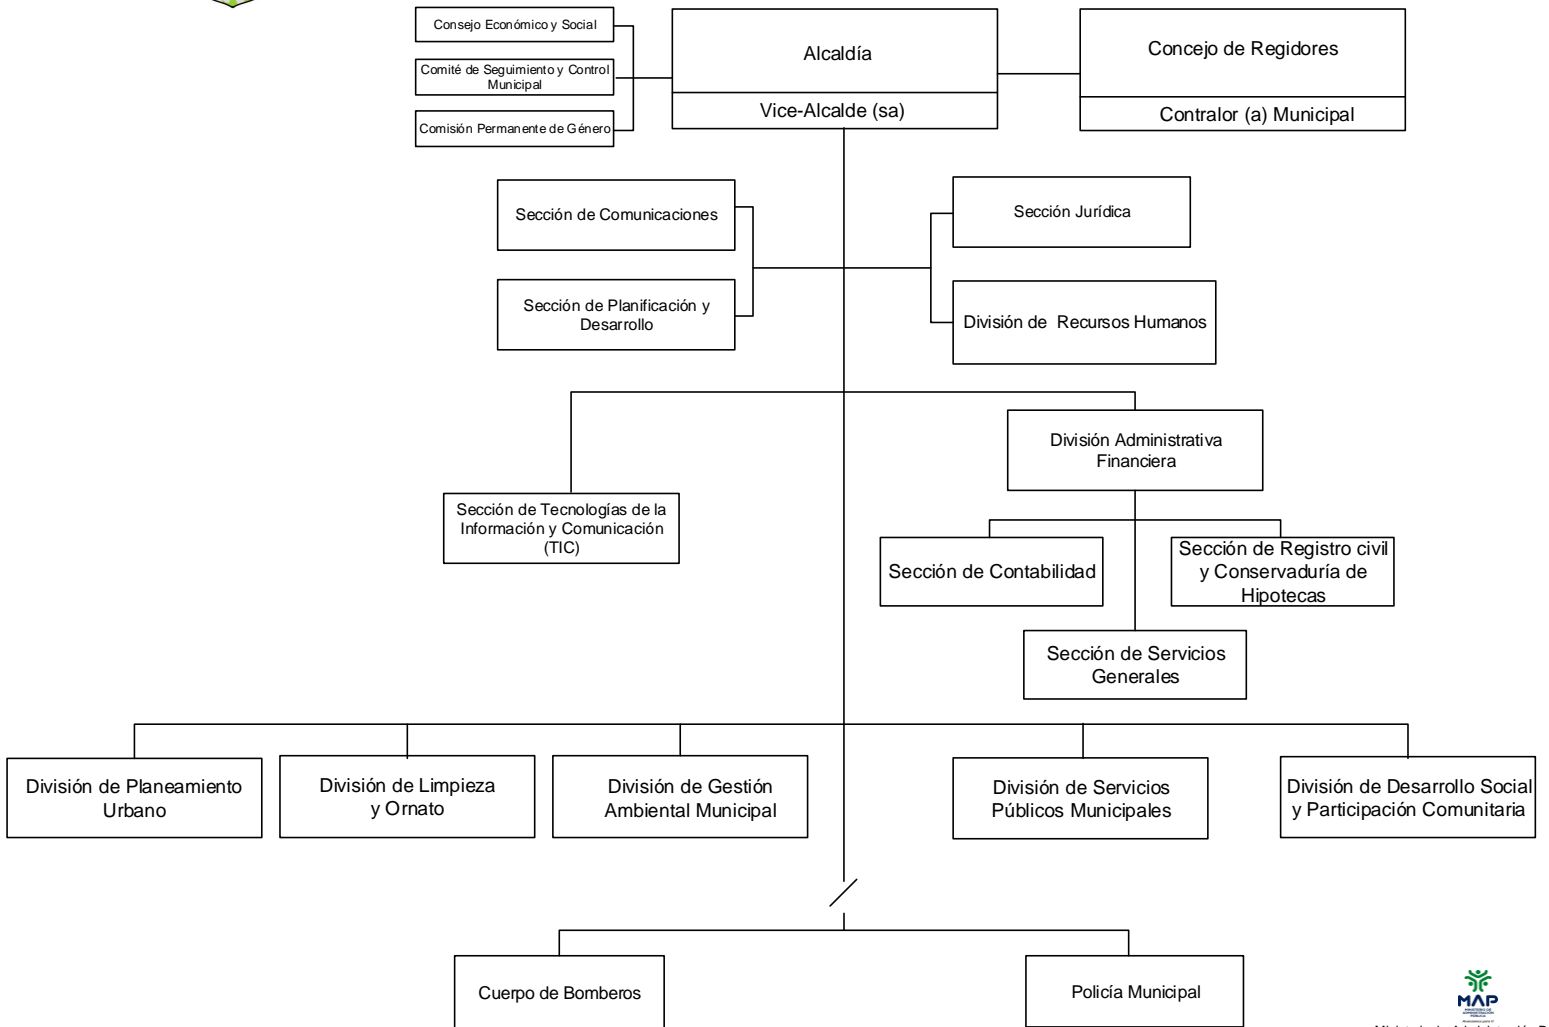 Consejo Económico y Social
Comité de Seguimiento y Control
Municipal
Comisión Permanente de Género
Alcaldía
Vice-Alcalde (sa)
Concejo de Regidores
Contralor (a) Municipal
Sección de Comunicaciones
Sección Jurídica
Sección de Planificación y
Desarrollo
División de Recursos Humanos
División Administrativa
Financiera
Sección de Tecnologías de la
Información y Comunicación
(TIC)
Sección de Contabilidad
Sección de Registro civil
y Conservaduría de
Hipotecas
Sección de Servicios
Generales
División de Planeamiento
Urbano
División de Limpieza
y Ornato
División de Gestión
Ambiental Municipal
División de Servicios
Públicos Municipales
División de Desarrollo Social
y Participación Comunitaria
Cuerpo de Bomberos
Policía Municipal
MAP
MINISTERIO DE
ADMINISTRACIÓN
PÚBLICA